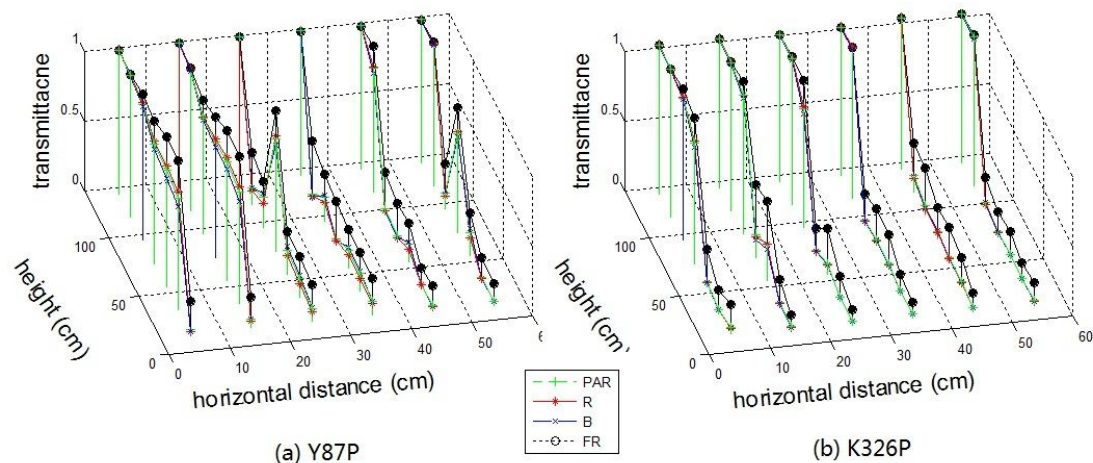 transmittacne
1
0.5
0
100
50
0
height (cm)
0
10
20
30
40
50
60
horizontal distance (cm)
(a) Y87P
transmittacne
1
0.5
0
100
50
0
height (cm)
0
10
20
30
40
50
60
horizontal distance (cm)
(b) K326P
PAR
R
B
FR